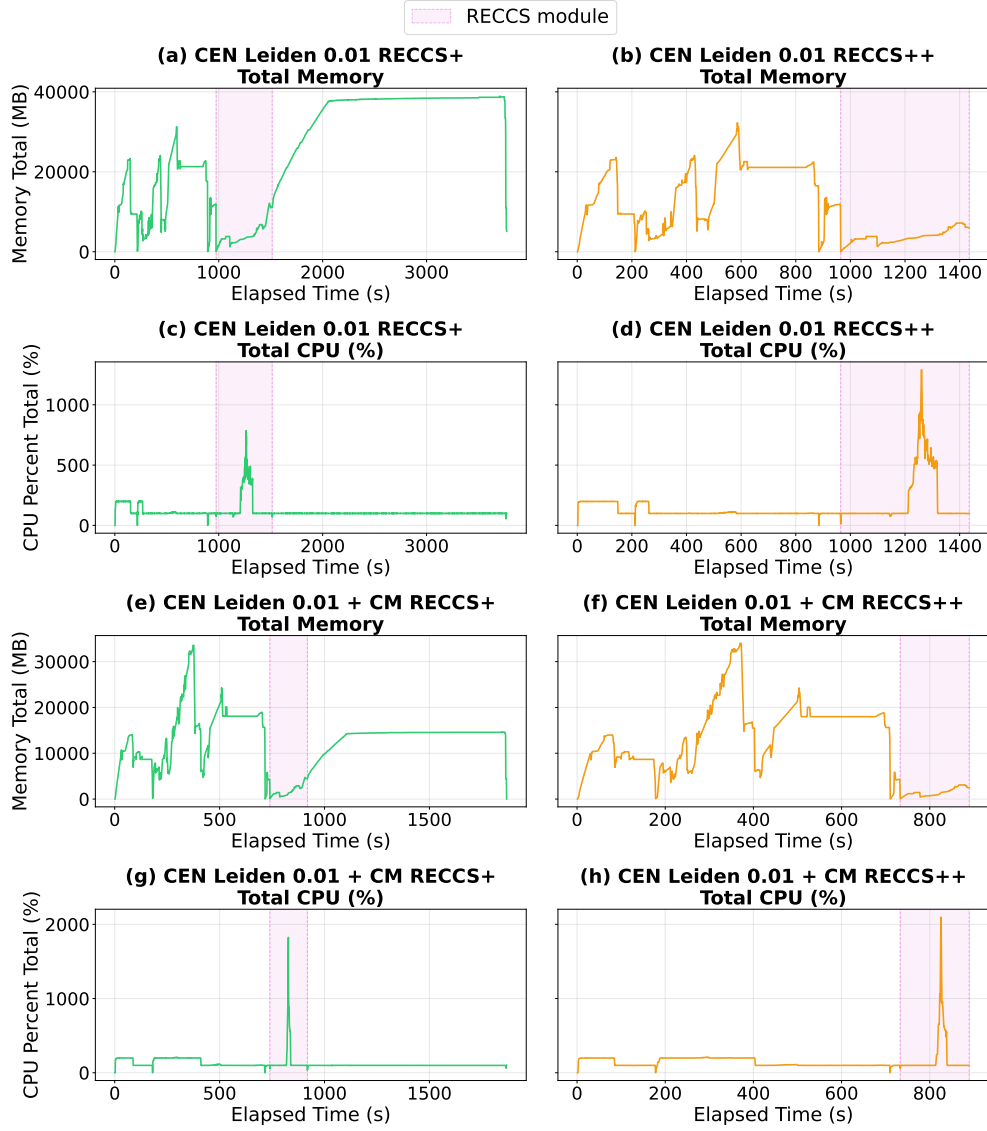 RECCS module
(a) CEN Leiden 0.01 RECCS+
Total Memory
Memory Total (MB)
40000
20000
0
0 1000 2000 3000
Elapsed Time (s)
(b) CEN Leiden 0.01 RECCS++
Total Memory
0 200 400 600 800 1000 1200 1400
Elapsed Time (s)
(c) CEN Leiden 0.01 RECCS+
Total CPU (%)
CPU Percent Total (%)
1000
500
0
0 1000 2000 3000
Elapsed Time (s)
(d) CEN Leiden 0.01 RECCS++
Total CPU (%)
0 200 400 600 800 1000 1200 1400
Elapsed Time (s)
(e) CEN Leiden 0.01 + CM RECCS+
Total Memory
Memory Total (MB)
30000
20000
10000
0
0 500 1000 1500
Elapsed Time (s)
(f) CEN Leiden 0.01 + CM RECCS++
Total Memory
0 200 400 600 800
Elapsed Time (s)
(g) CEN Leiden 0.01 + CM RECCS+
Total CPU (%)
CPU Percent Total (%)
2000
1000
0
0 500 1000 1500
Elapsed Time (s)
(h) CEN Leiden 0.01 + CM RECCS++
Total CPU (%)
0 200 400 600 800
Elapsed Time (s)